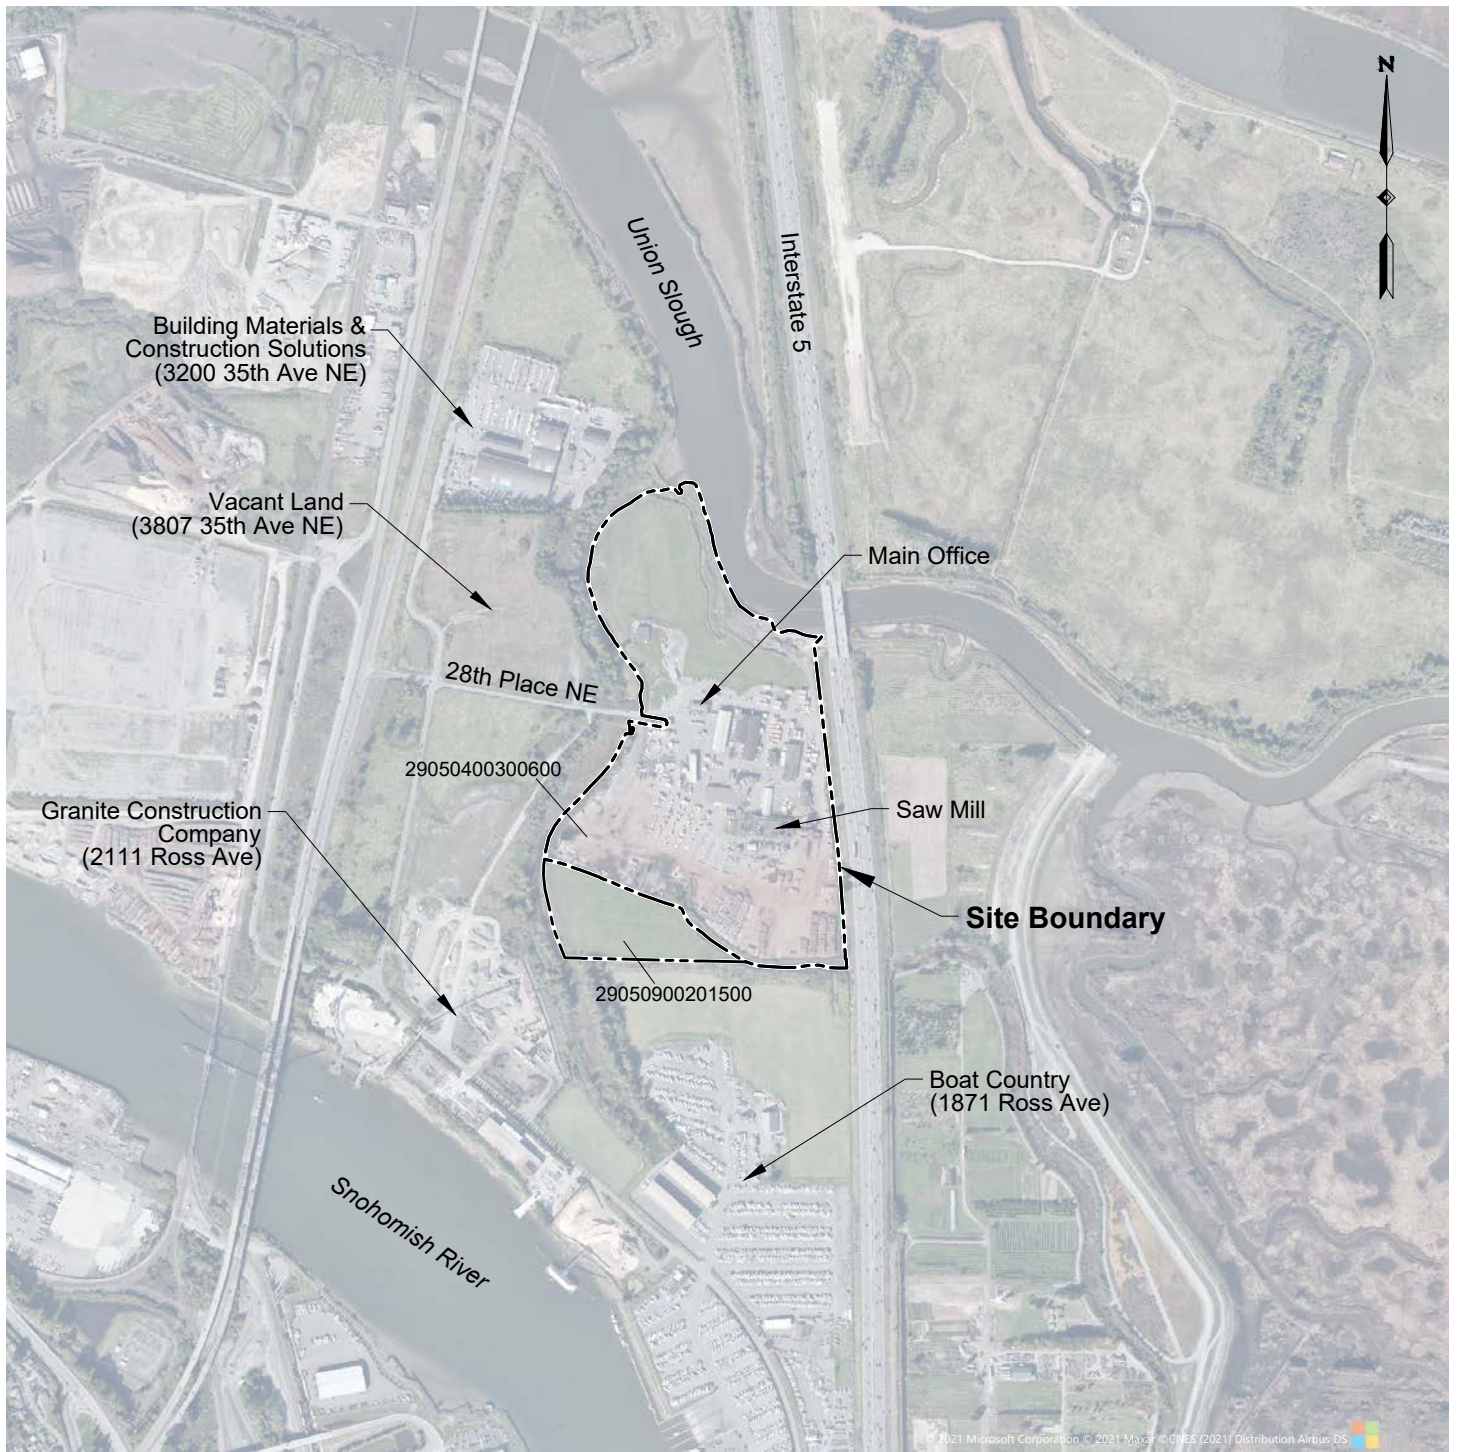 N
Union Slough
Interstate 5
Building Materials &
Construction Solutions
(3200 35th Ave NE)
Vacant Land
(3807 35th Ave NE)
Main Office
28th Place NE
29050400300600
Granite Construction
Company
(2111 Ross Ave)
Saw Mill
Site Boundary
29050900201500
Boat Country
(1871 Ross Ave)
Snohomish River
© 2021 Microsoft Corporation © 2021 Maxar ©CNES (2021) Distribution Airbus DS